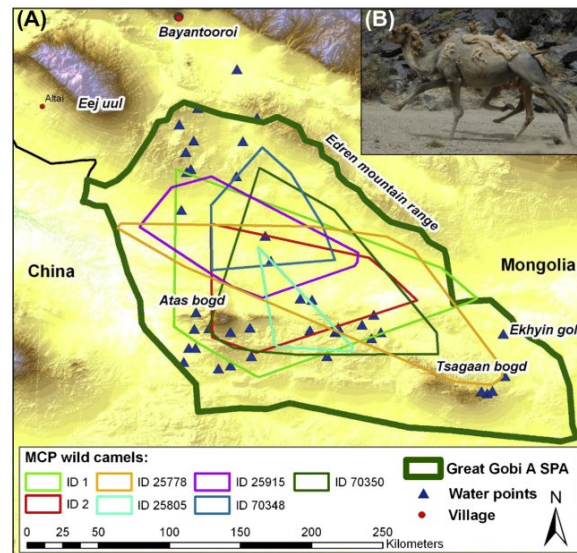 (A)
(B)
Bayantooroi
Altai
Eej uul
Edren mountain range
China
Mongolia
Atas bogd
Ekhyin gol
Tsagaan bogd
MCP wild camels:
ID 1
ID 25778
ID 25915
ID 70350
ID 2
ID 25805
ID 70348
Great Gobi A SPA
Water points
Village
N
0 25 50 100 150 200 250
Kilometers